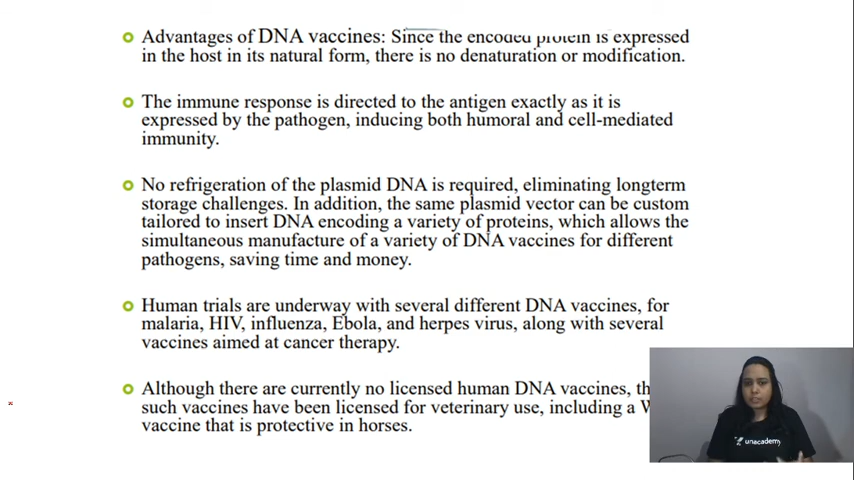 Advantages of DNA vaccines: Since the encoded protein is expressed
in the host in its natural form, there is no denaturation or modification.
The immune response is directed to the antigen exactly as it is
expressed by the pathogen, inducing both humoral and cell-mediated
immunity.
No refrigeration of the plasmid DNA is required, eliminating longterm
storage challenges. In addition, the same plasmid vector can be custom
tailored to insert DNA encoding a variety of proteins, which allows the
simultaneous manufacture of a variety of DNA vaccines for different
pathogens, saving time and money.
Human trials are underway with several different DNA vaccines, for
malaria, HIV, influenza, Ebola, and herpes virus, along with several
vaccines aimed at cancer therapy.
Although there are currently no licensed human DNA vaccines,
such vaccines have been licensed for veterinary use, including a
vaccine that is protective in horses.
unacademy